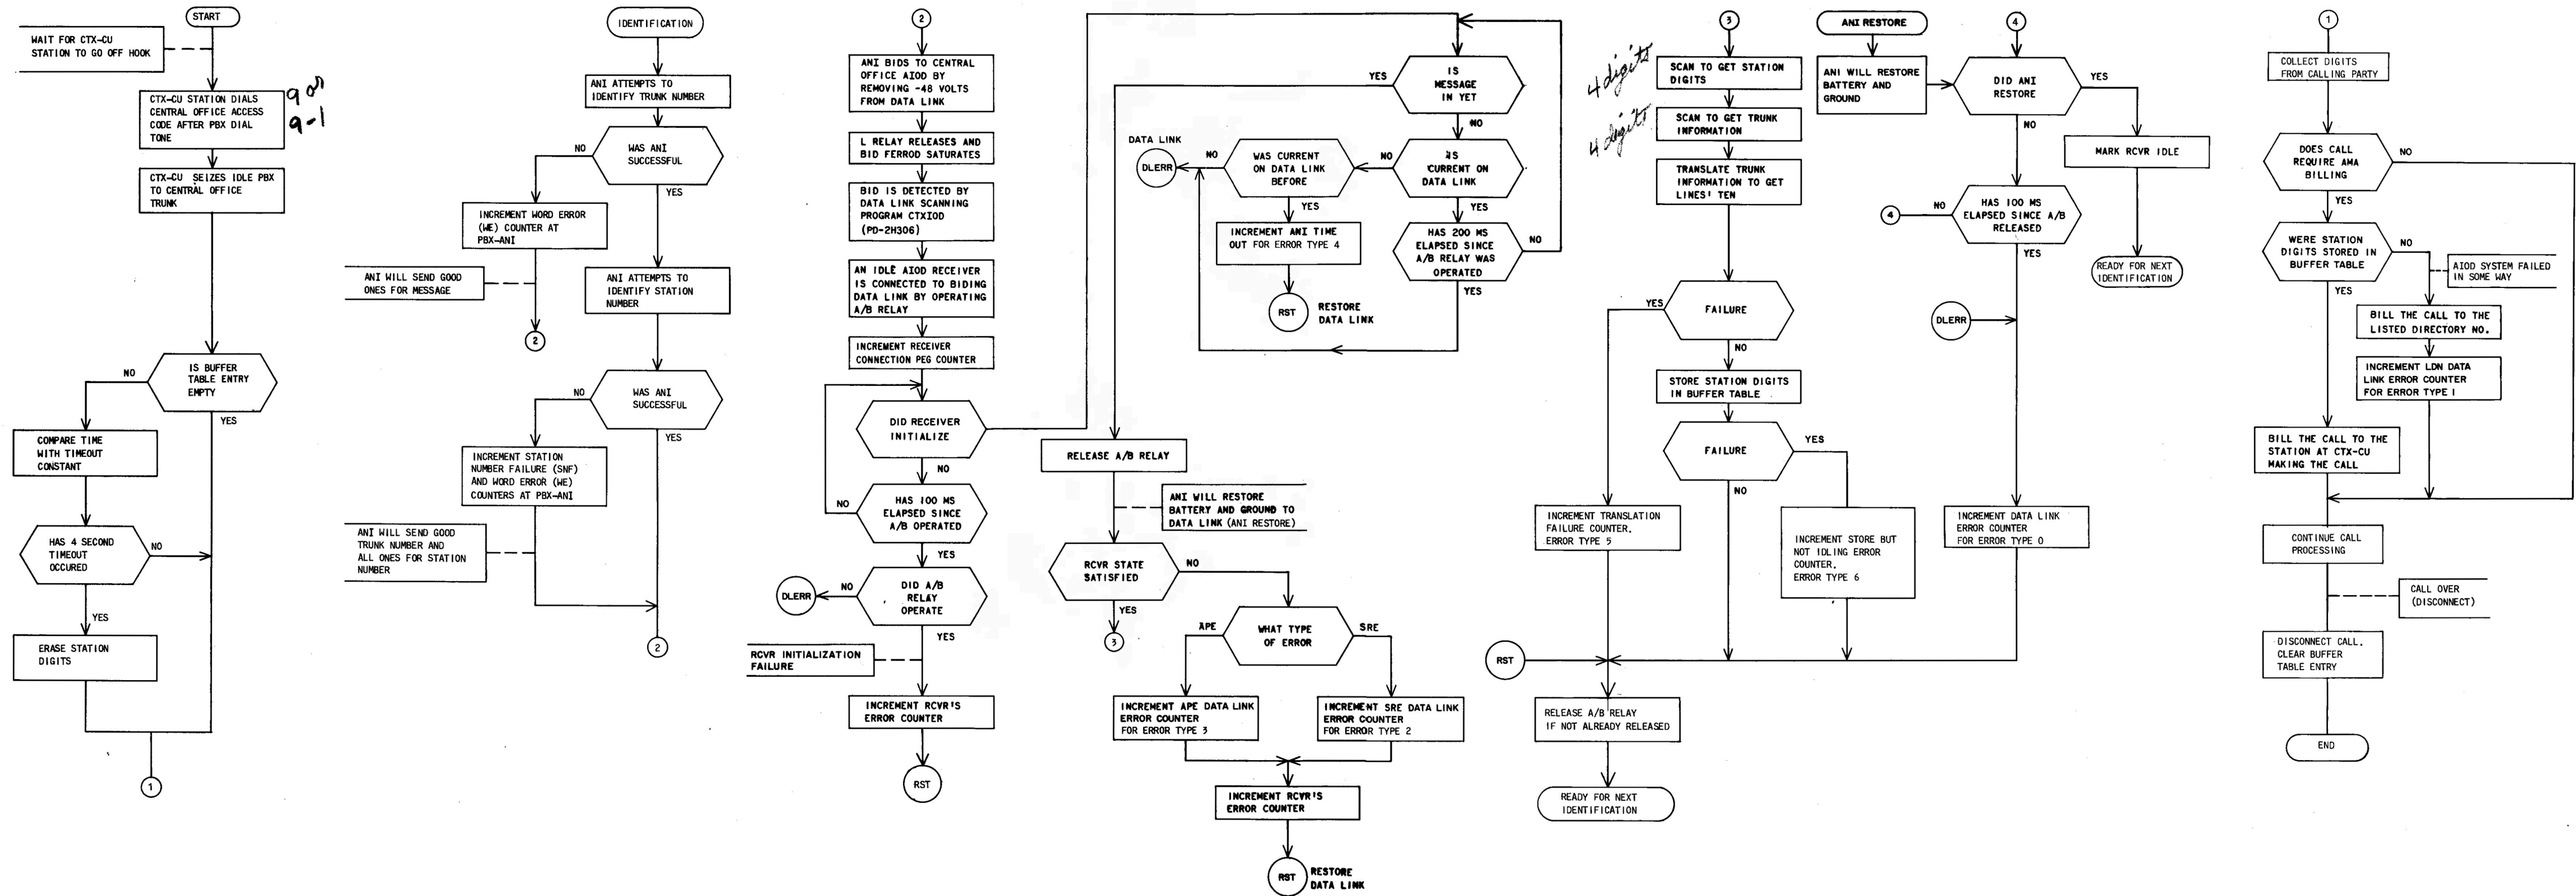 START
WAIT FOR CTX-CU
STATION TO GO OFF HOOK
CTX-CU STATION DIALS
CENTRAL OFFICE ACCESS
CODE AFTER PBX DIAL
TONE
9 or
9-1
CTX-CU SEIZES IDLE PBX
TO CENTRAL OFFICE
TRUNK
IS BUFFER
TABLE ENTRY
EMPTY
NO
YES
COMPARE TIME
WITH TIMEOUT
CONSTANT
HAS 4 SECOND
TIMEOUT
OCCURED
NO
YES
ERASE STATION
DIGITS
1
IDENTIFICATION
ANI ATTEMPTS TO
IDENTIFY TRUNK NUMBER
WAS ANI
SUCCESSFUL
NO
YES
INCREMENT WORD ERROR
(WE) COUNTER AT
PBX-ANI
ANI WILL SEND GOOD
ONES FOR MESSAGE
2
ANI ATTEMPTS TO
IDENTIFY STATION
NUMBER
WAS ANI
SUCCESSFUL
NO
YES
INCREMENT STATION
NUMBER FAILURE (SNF)
AND WORD ERROR (WE)
COUNTERS AT PBX-ANI
ANI WILL SEND GOOD
TRUNK NUMBER AND
ALL ONES FOR STATION
NUMBER
2
2
ANI BIDS TO CENTRAL
OFFICE AIOD BY
REMOVING -48 VOLTS
FROM DATA LINK
L RELAY RELEASES AND
BID FERROD SATURATES
BID IS DETECTED BY
DATA LINK SCANNING
PROGRAM CTXIOD
(PD-2H306)
AN IDLE AIOD RECEIVER
IS CONNECTED TO BIDING
DATA LINK BY OPERATING
A/B RELAY
INCREMENT RECEIVER
CONNECTION PEG COUNTER
DID RECEIVER
INITIALIZE
NO
HAS 100 MS
ELAPSED SINCE
A/B OPERATED
NO
YES
DID A/B
RELAY
OPERATE
NO
DLERR
YES
RCVR INITIALIZATION
FAILURE
INCREMENT RCVR'S
ERROR COUNTER
RST
IS
MESSAGE
IN YET
YES
NO
IS
CURRENT ON
DATA LINK
NO
YES
WAS CURRENT
ON DATA LINK
BEFORE
NO
DATA LINK
DLERR
YES
INCREMENT ANI TIME
OUT FOR ERROR TYPE 4
RST
RESTORE
DATA LINK
HAS 200 MS
ELAPSED SINCE
A/B RELAY WAS
OPERATED
NO
YES
RELEASE A/B RELAY
ANI WILL RESTORE
BATTERY AND GROUND TO
DATA LINK (ANI RESTORE)
RCVR STATE
SATISFIED
NO
YES
3
WHAT TYPE
OF ERROR
APE
SRE
INCREMENT APE DATA LINK
ERROR COUNTER
FOR ERROR TYPE 3
INCREMENT SRE DATA LINK
ERROR COUNTER
FOR ERROR TYPE 2
INCREMENT RCVR'S
ERROR COUNTER
RST
RESTORE
DATA LINK
3
4 digits
SCAN TO GET STATION
DIGITS
4 digits
SCAN TO GET TRUNK
INFORMATION
TRANSLATE TRUNK
INFORMATION TO GET
LINES' TEN
FAILURE
YES
NO
STORE STATION DIGITS
IN BUFFER TABLE
FAILURE
YES
NO
INCREMENT TRANSLATION
FAILURE COUNTER.
ERROR TYPE 5
INCREMENT STORE BUT
NOT IDLING ERROR
COUNTER.
ERROR TYPE 6
RST
RELEASE A/B RELAY
IF NOT ALREADY RELEASED
READY FOR NEXT
IDENTIFICATION
ANI RESTORE
ANI WILL RESTORE
BATTERY AND
GROUND
4
DID ANI
RESTORE
YES
NO
MARK RCVR IDLE
READY FOR NEXT
IDENTIFICATION
HAS 100 MS
ELAPSED SINCE A/B
RELEASED
NO
4
YES
DLERR
INCREMENT DATA LINK
ERROR COUNTER
FOR ERROR TYPE 0
1
COLLECT DIGITS
FROM CALLING PARTY
DOES CALL
REQUIRE AMA
BILLING
NO
YES
WERE STATION
DIGITS STORED IN
BUFFER TABLE
NO
YES
AIOD SYSTEM FAILED
IN SOME WAY
BILL THE CALL TO THE
LISTED DIRECTORY NO.
INCREMENT LDN DATA
LINK ERROR COUNTER
FOR ERROR TYPE 1
BILL THE CALL TO THE
STATION AT CTX-CU
MAKING THE CALL
CONTINUE CALL
PROCESSING
CALL OVER
(DISCONNECT)
DISCONNECT CALL.
CLEAR BUFFER
TABLE ENTRY
END